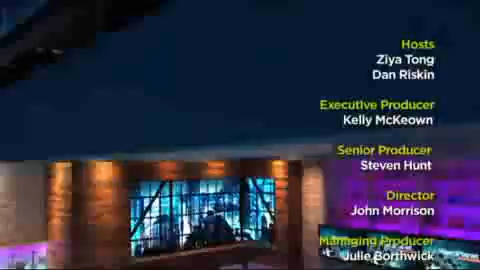 Hosts
Ziya Tong
Dan Riskin
Executive Producer
Kelly McKeown
Senior Producer
Steven Hunt
Director
John Morrison
Managing Producer
Julie Borthwick